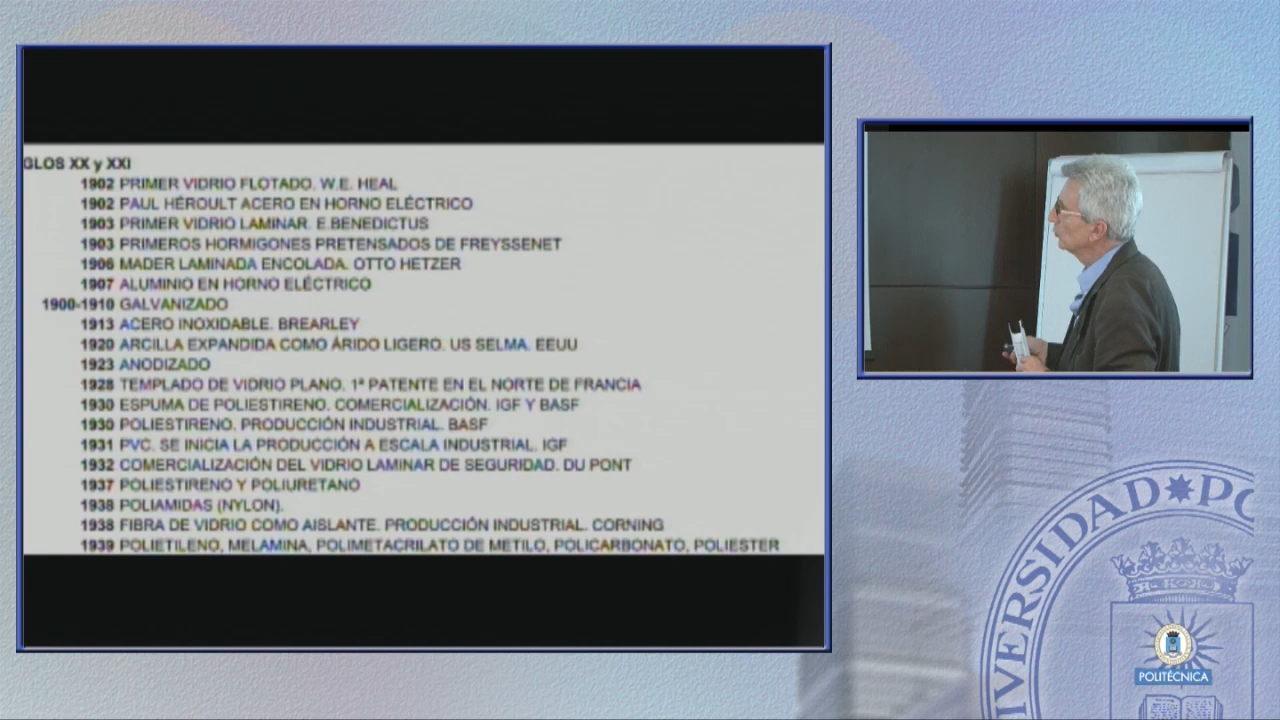 GLOS XX y XXI
1902 PRIMER VIDRIO FLOTADO. W.E. HEAL
1902 PAUL HÉROULT ACERO EN HORNO ELÉCTRICO
1903 PRIMER VIDRIO LAMINAR. E.BENEDICTUS
1903 PRIMEROS HORMIGONES PRETENSADOS DE FREYSSENET
1906 MADER LAMINADA ENCOLADA. OTTO HETZER
1907 ALUMINIO EN HORNO ELÉCTRICO
1900-1910 GALVANIZADO
1913 ACERO INOXIDABLE. BREARLEY
1920 ARCILLA EXPANDIDA COMO ÁRIDO LIGERO. US SELMA. EEUU
1923 ANODIZADO
1928 TEMPLADO DE VIDRIO PLANO. 1ª PATENTE EN EL NORTE DE FRANCIA
1930 ESPUMA DE POLIESTIRENO. COMERCIALIZACIÓN. IGF Y BASF
1930 POLIESTIRENO. PRODUCCIÓN INDUSTRIAL. BASF
1931 PVC. SE INICIA LA PRODUCCIÓN A ESCALA INDUSTRIAL. IGF
1932 COMERCIALIZACIÓN DEL VIDRIO LAMINAR DE SEGURIDAD. DU PONT
1937 POLIESTIRENO Y POLIURETANO
1938 POLIAMIDAS (NYLON).
1938 FIBRA DE VIDRIO COMO AISLANTE. PRODUCCIÓN INDUSTRIAL. CORNING
1939 POLIETILENO, MELAMINA, POLIMETACRILATO DE METILO, POLICARBONATO, POLIESTER
IVERSIDAD PO
POLITÉCNICA